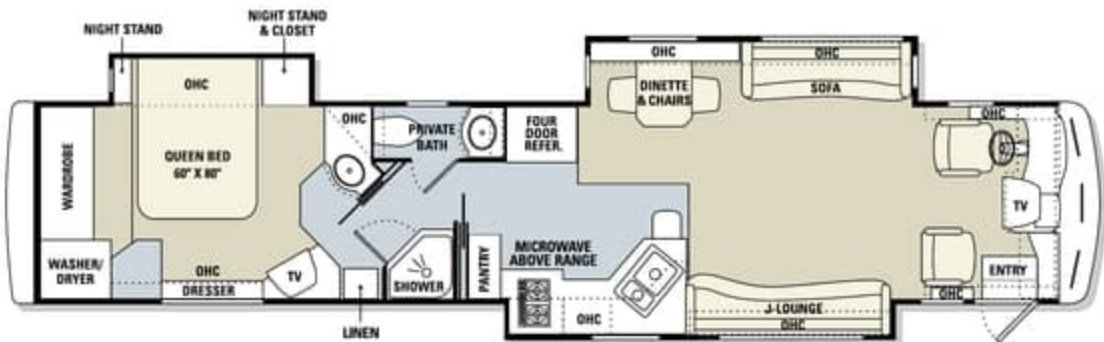 NIGHT STAND
NIGHT STAND
& CLOSET
OHC
QUEEN BED
60" X 80"
WARDROBE
WASHER/
DRYER
OHC
DRESSER
TV
LINEN
OHC
PRIVATE
BATH
SHOWER
FOUR
DOOR
REFER.
PANTRY
MICROWAVE
ABOVE RANGE
OHC
OHC
DINETTE
& CHAIRS
OHC
SOFA
J-LOUNGE
OHC
OHC
TV
ENTRY
OHC